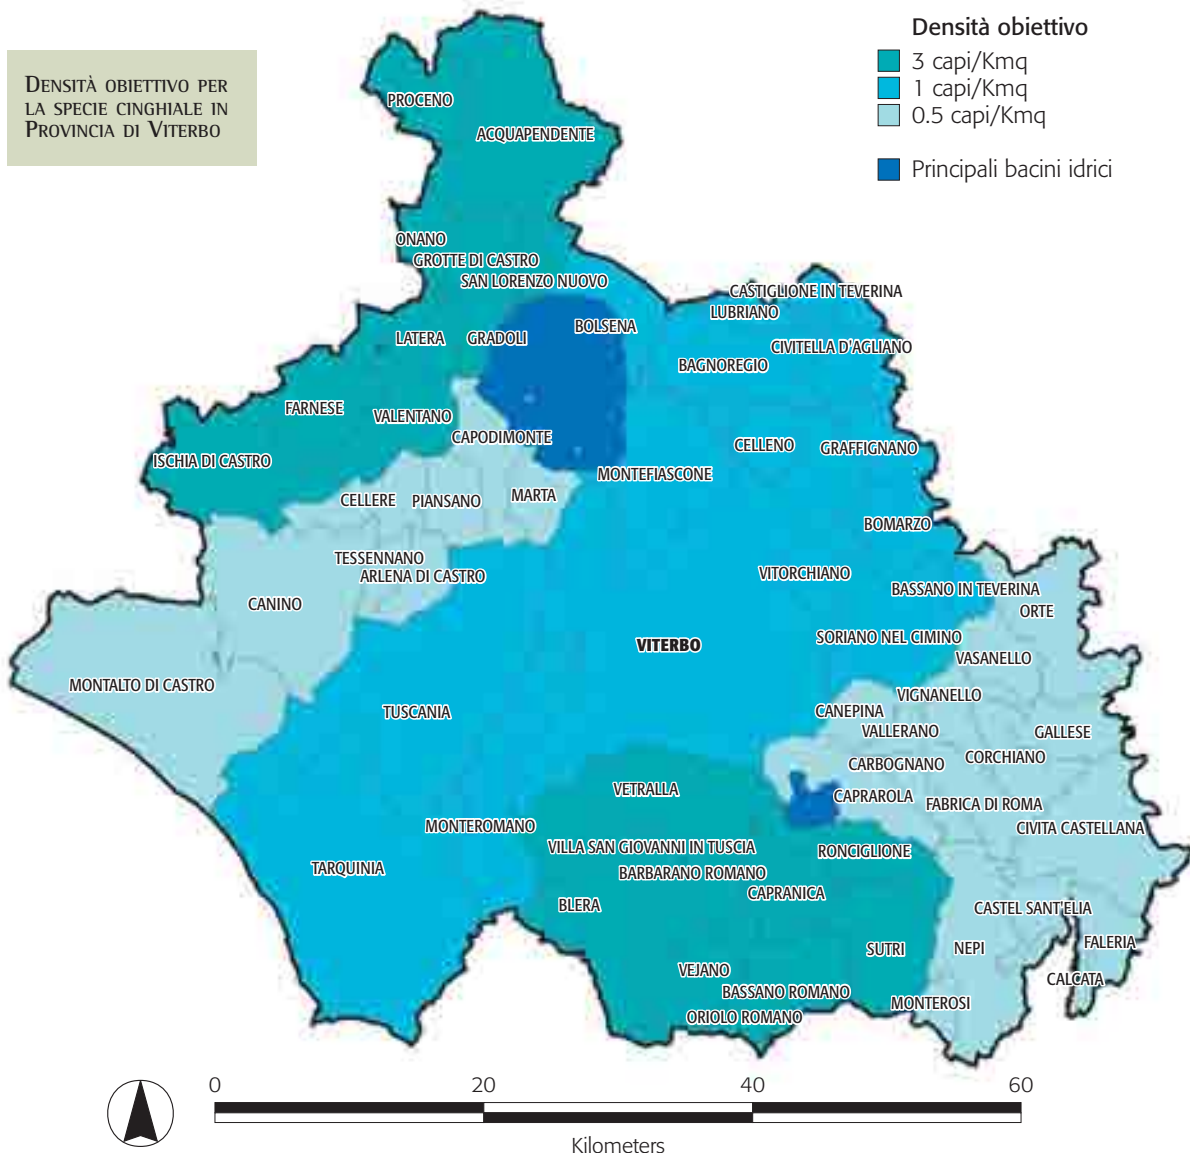 DENSITÀ OBIETTIVO PER
LA SPECIE CINGHIALE IN
PROVINCIA DI VITERBO
Densità obiettivo
3 capi/Kmq
1 capi/Kmq
0.5 capi/Kmq
Principali bacini idrici
PROCENO
ACQUAPENDENTE
ONANO
GROTTE DI CASTRO
SAN LORENZO NUOVO
CASTIGLIONE IN TEVERINA
LUBRIANO
BOLSENA
LATERA
GRADOLI
CIVITELLA D'AGLIANO
BAGNOREGIO
FARNESE
VALENTANO
CAPODIMONTE
CELLENO
GRAFFIGNANO
ISCHIA DI CASTRO
MONTEFIASCONE
CELLERE
PIANSANO
MARTA
BOMARZO
TESSENNANO
ARLENA DI CASTRO
VITORCHIANO
BASSANO IN TEVERINA
CANINO
ORTE
VITERBO
SORIANO NEL CIMINO
VASANELLO
MONTALTO DI CASTRO
VIGNANELLO
TUSCANIA
CANEPINA
VALLERANO
GALLESE
CORCHIANO
CARBOGNANO
VETRALLA
CAPRAROLA
FABRICA DI ROMA
MONTEROMANO
CIVITA CASTELLANA
VILLA SAN GIOVANNI IN TUSCIA
RONCIGLIONE
TARQUINIA
BARBARANO ROMANO
CAPRANICA
BLERA
CASTEL SANT'ELIA
SUTRI
NEPI
FALERIA
VEJANO
CALCATA
BASSANO ROMANO
MONTEROSI
ORIOLO ROMANO
0 20 40 60
Kilometers